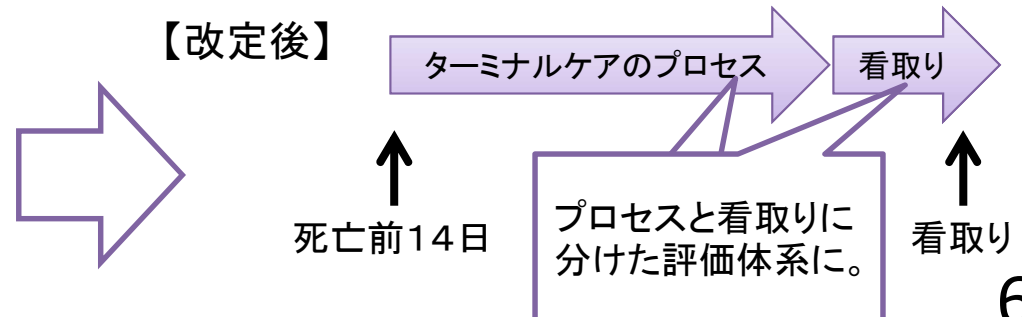 【改定後】
ターミナルケアのプロセス
看取り
死亡前１４日
プロセスと看取りに
分けた評価体系に。
看取り
6